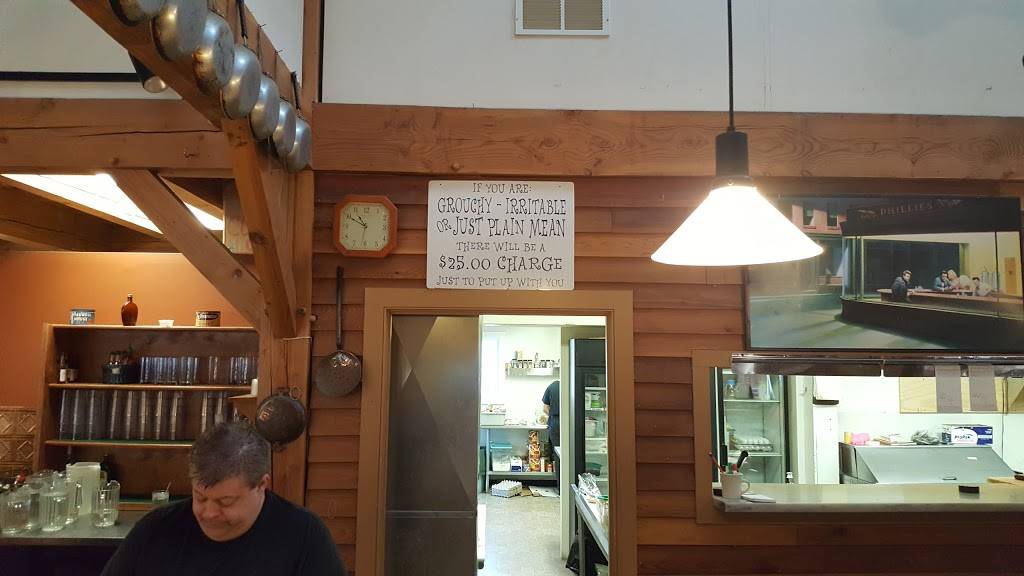 IF YOU ARE:
GROUCHY - IRRITABLE
OR JUST PLAIN MEAN
THERE WILL BE A
$25.00 CHARGE
JUST TO PUT UP WITH YOU
PHILLIES